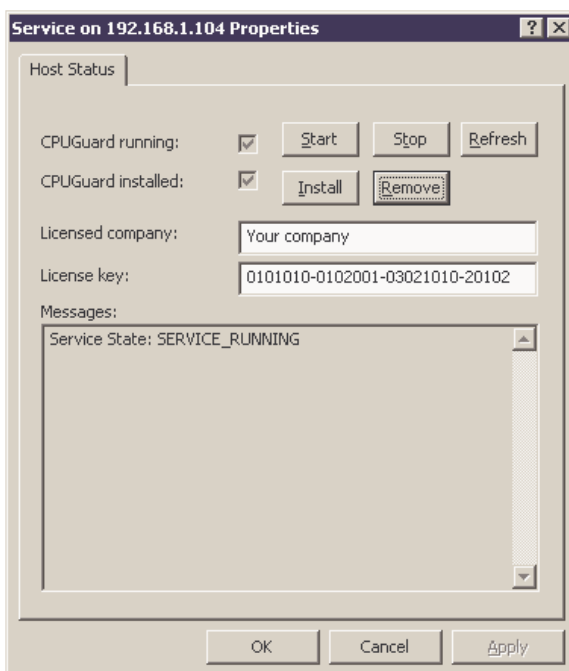 Service on 192.168.1.104 Properties
Host Status
CPUGuard running:
Start
Stop
Refresh
CPUGuard installed:
Install
Remove
Licensed company:
Your company
License key:
0101010-0102001-03021010-20102
Messages:
Service State: SERVICE_RUNNING
OK
Cancel
Apply